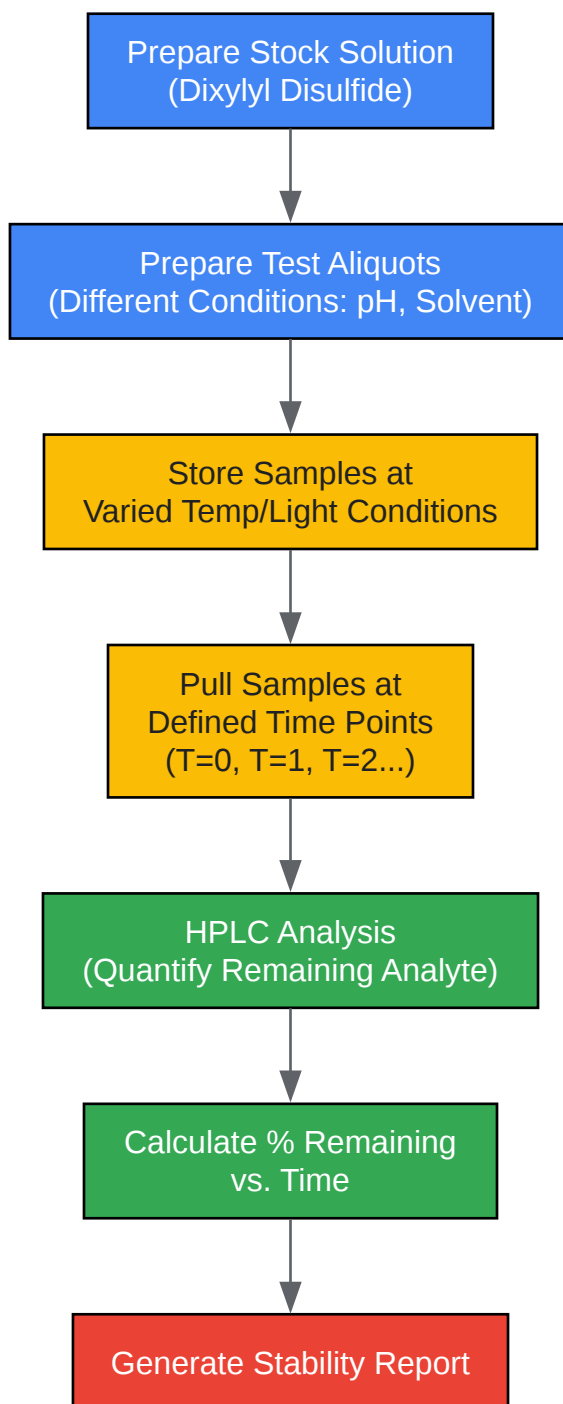 Prepare Stock Solution
(Dixylyl Disulfide)
Prepare Test Aliquots
(Different Conditions: pH, Solvent)
Store Samples at
Varied Temp/Light Conditions
Pull Samples at
Defined Time Points
(T=0, T=1, T=2...)
HPLC Analysis
(Quantify Remaining Analyte)
Calculate % Remaining
vs. Time
Generate Stability Report